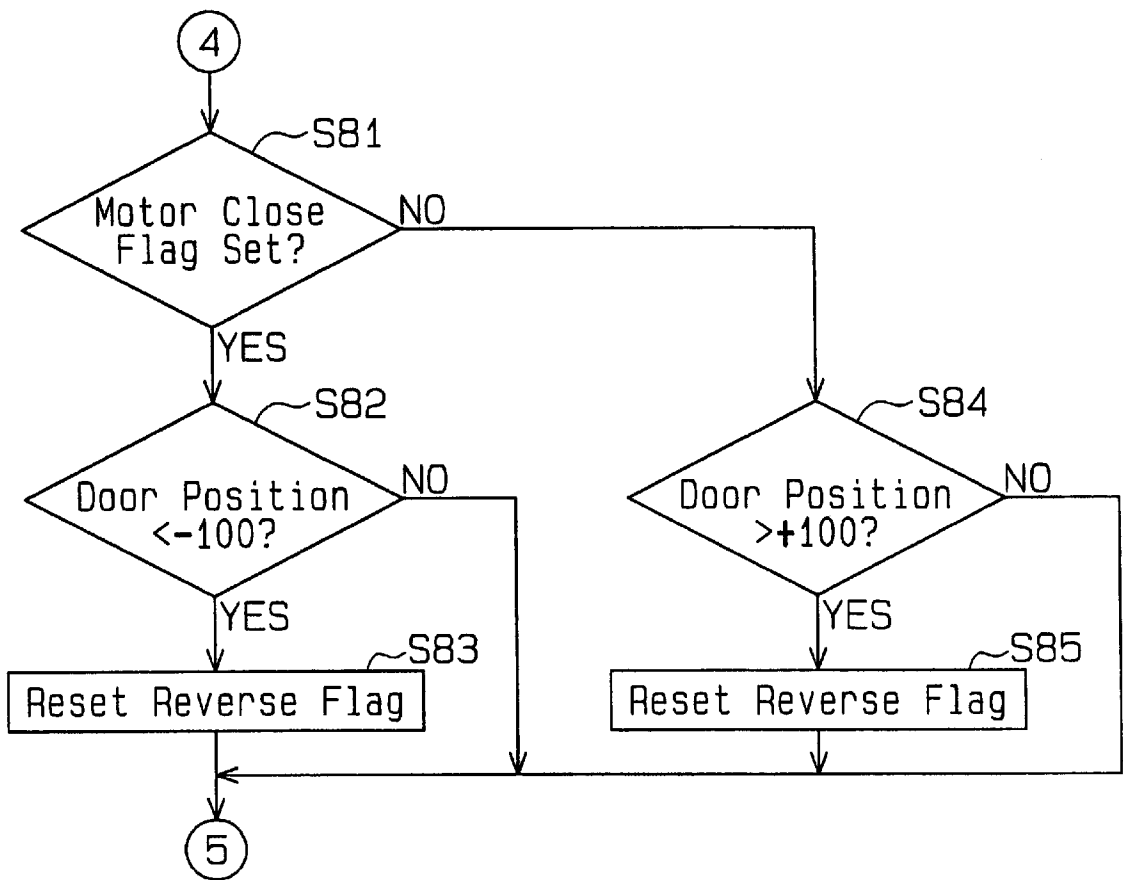 4
S81
Motor Close
Flag Set?
NO
YES
S82
Door Position
<-100?
NO
YES
S83
Reset Reverse Flag
S84
Door Position
>+100?
NO
YES
S85
Reset Reverse Flag
5